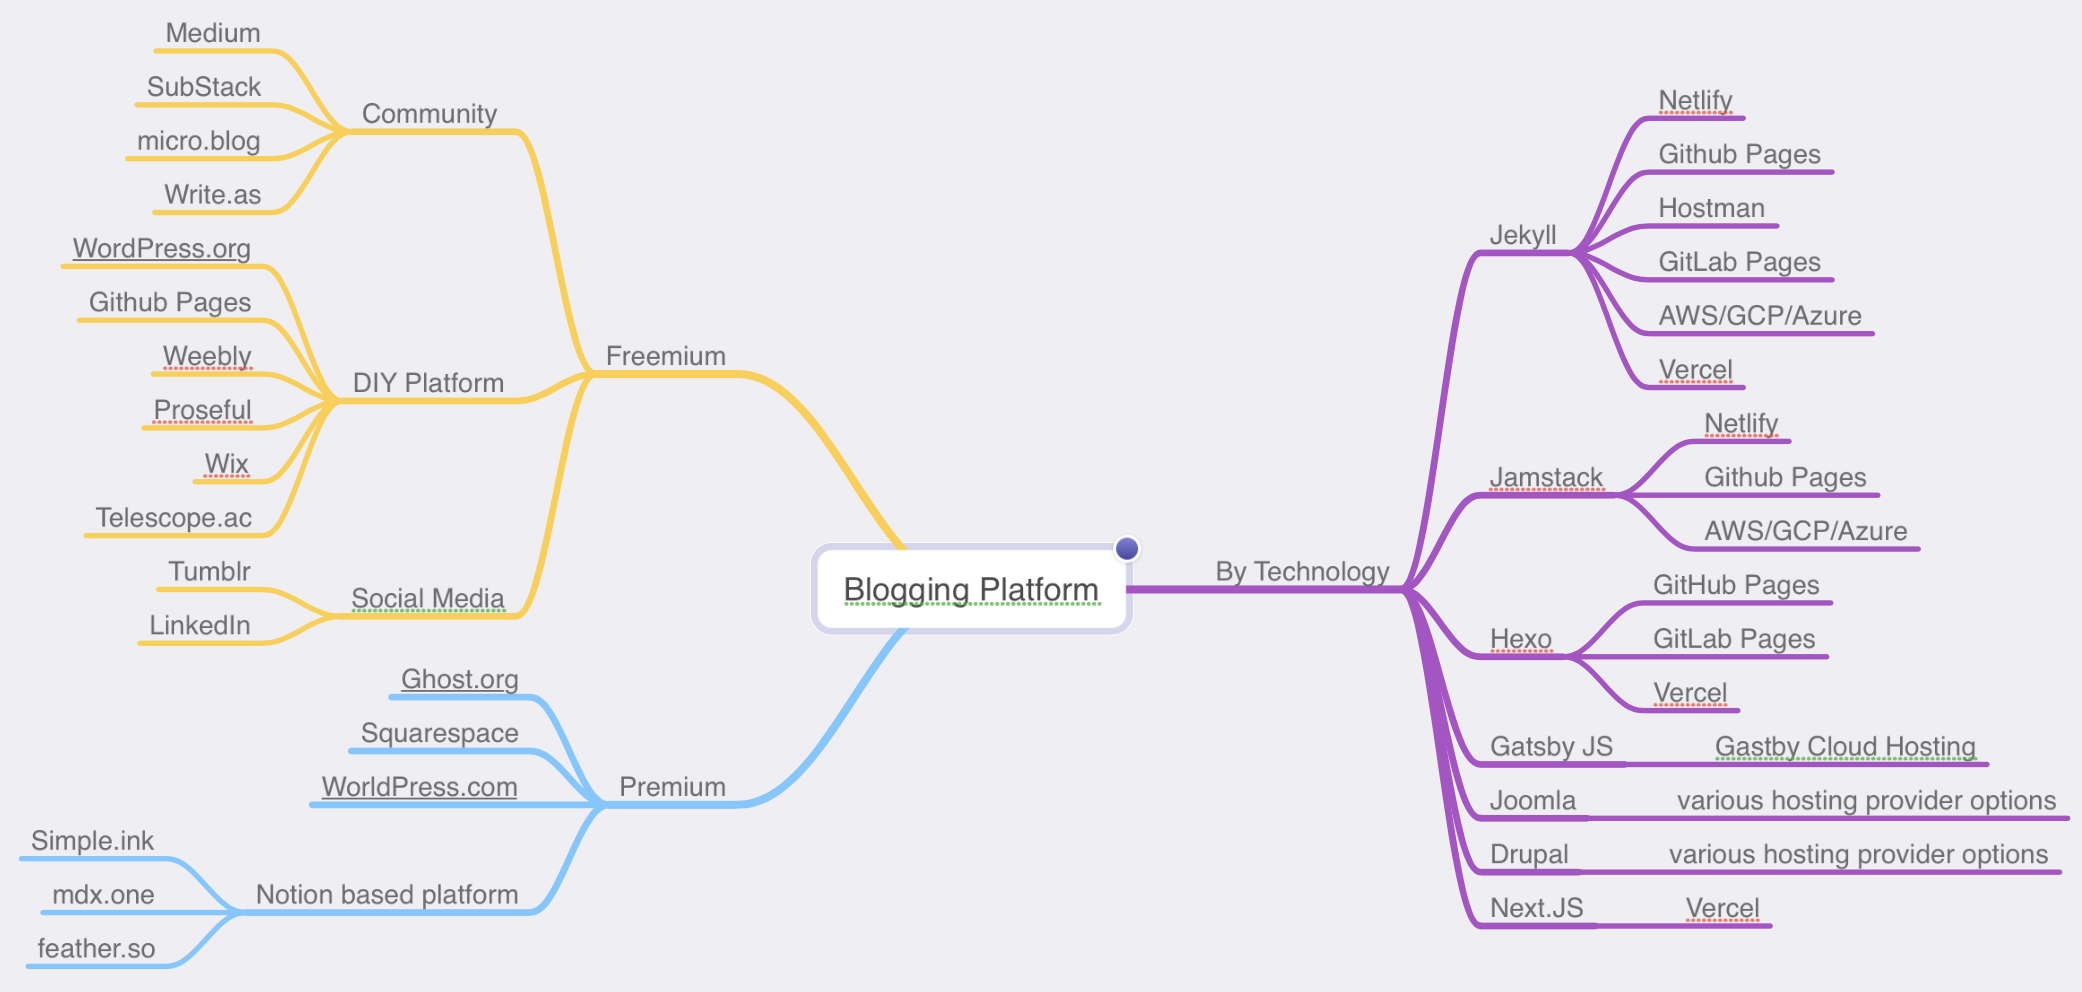 Blogging Platform
Freemium
Community
Medium
SubStack
micro.blog
Write.as
DIY Platform
WordPress.org
Github Pages
Weebly
Proseful
Wix
Telescope.ac
Social Media
Tumblr
LinkedIn
Premium
Ghost.org
Squarespace
WorldPress.com
Notion based platform
Simple.ink
mdx.one
feather.so
By Technology
Jekyll
Netlify
Github Pages
Hostman
GitLab Pages
AWS/GCP/Azure
Vercel
Jamstack
Netlify
Github Pages
AWS/GCP/Azure
Hexo
GitHub Pages
GitLab Pages
Vercel
Gatsby JS
Gastby Cloud Hosting
Joomla
various hosting provider options
Drupal
various hosting provider options
Next.JS
Vercel